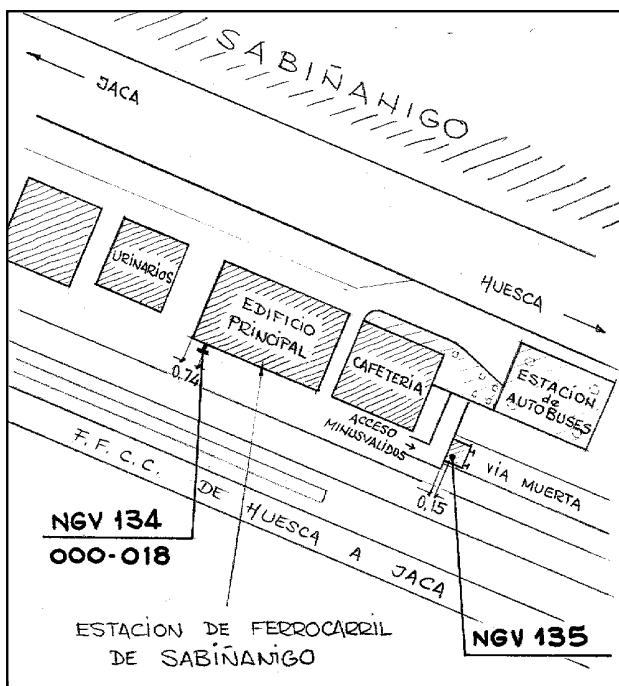 SABIÑANIGO
JACA
HUESCA
URINARIOS
EDIFICIO
PRINCIPAL
CAFETERIA
ESTACION
de
AUTOBUSES
0,74
ACCESO
MINUSVALIDOS
VÍA MUERTA
0,15
F.F.C.C. DE HUESCA A JACA
NGV 134
000-018
NGV 135
ESTACION DE FERROCARRIL
DE SABIÑANIGO